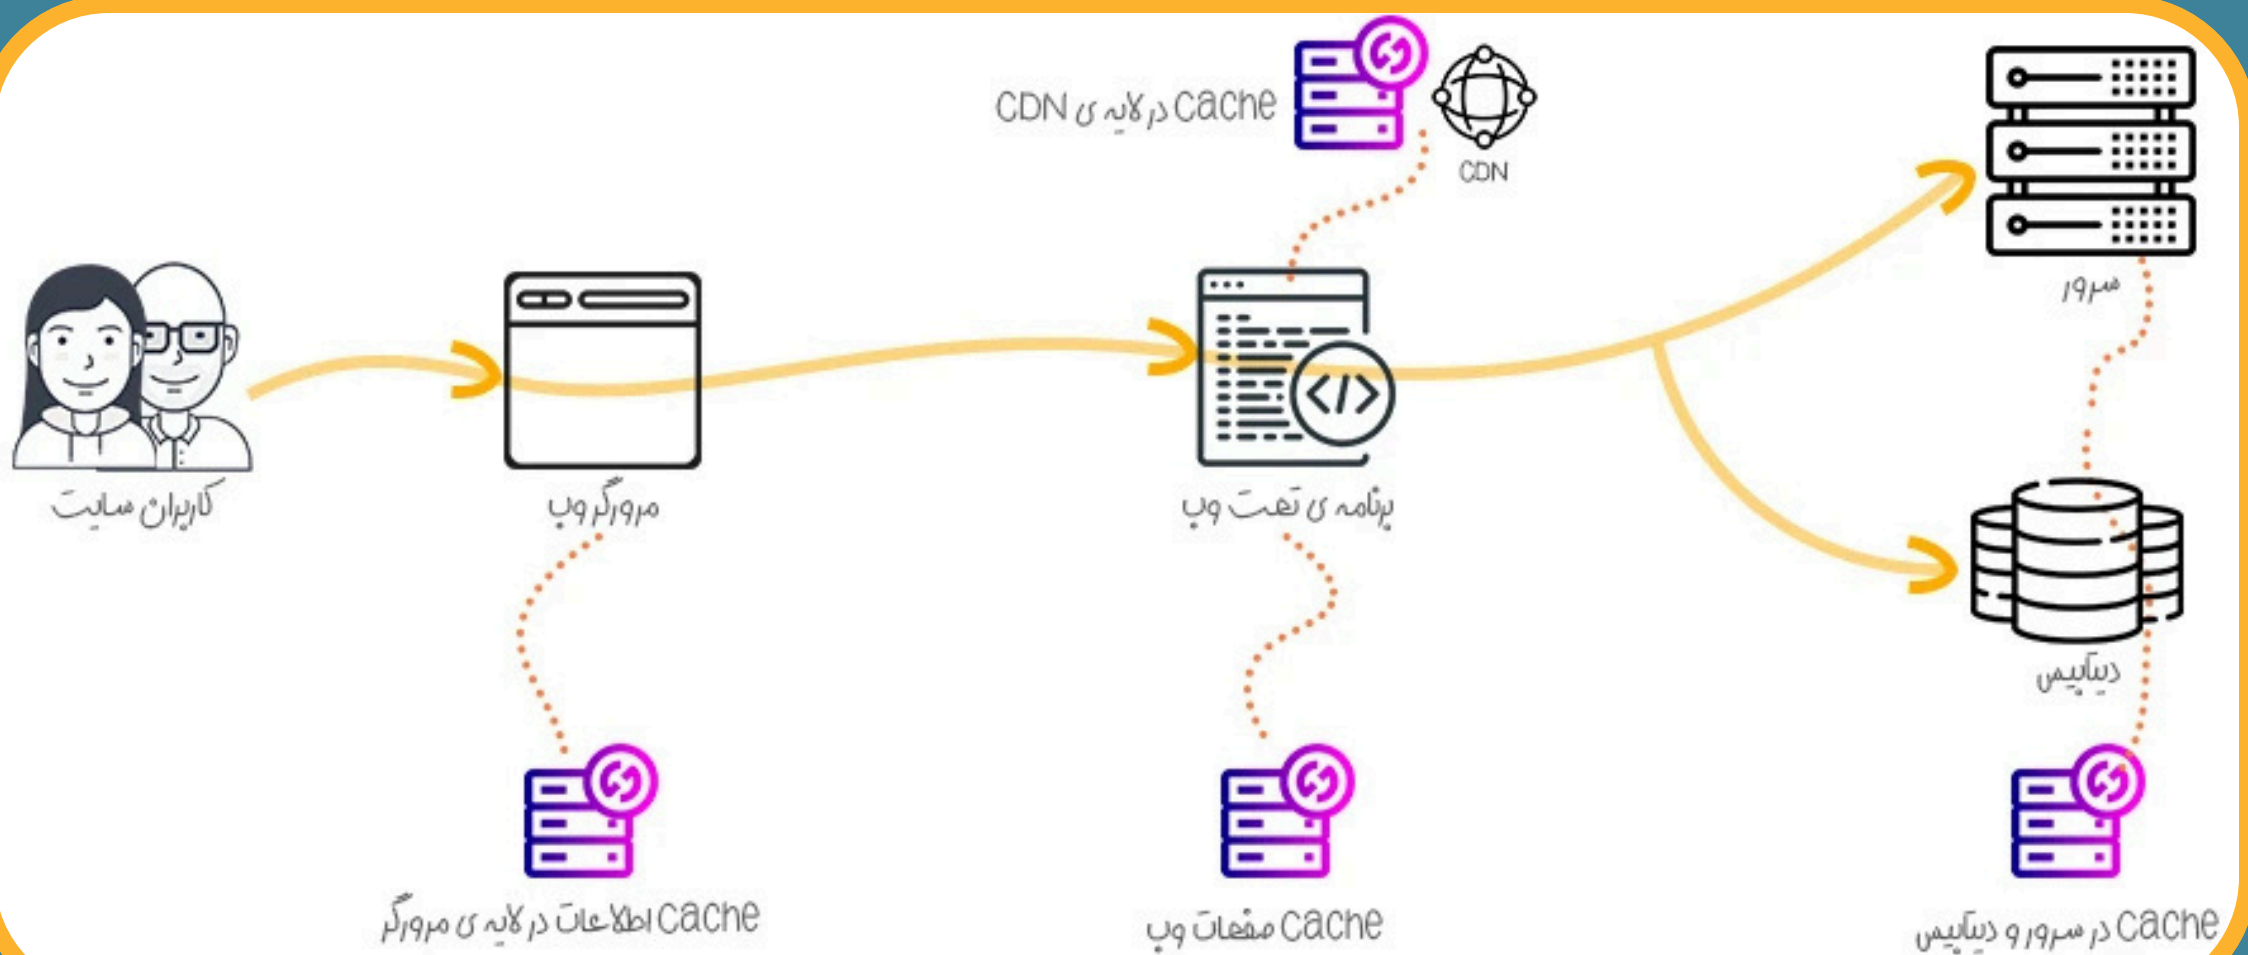 Cache در لایه ی CDN
CDN
سرور
کاربران سایت
مرورگر وب
برنامه ی تحت وب
دیتابیس
Cache اطلاعات در لایه ی مرورگر
Cache صفحات وب
Cache در سرور و دیتابیس